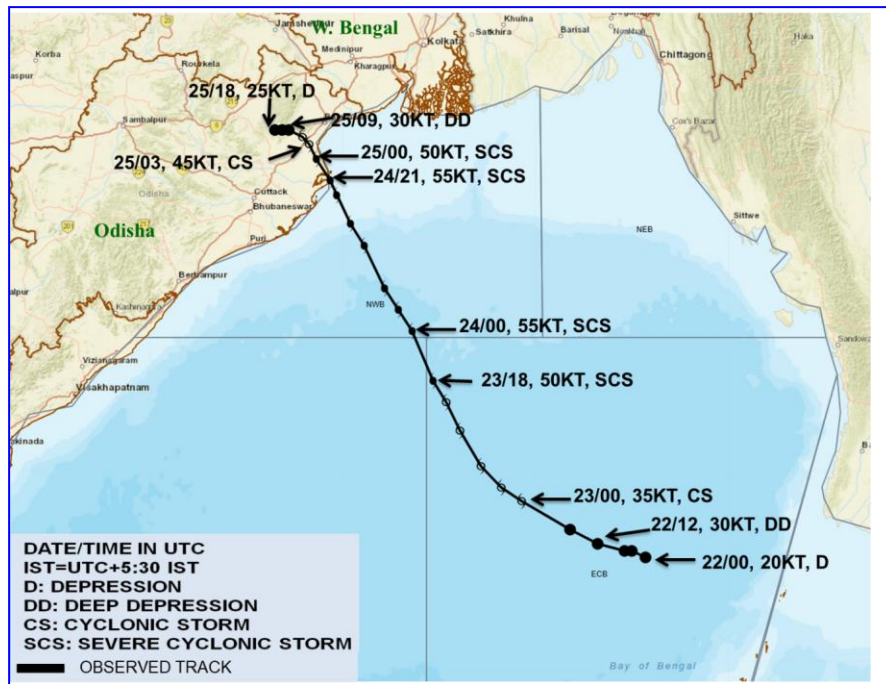 Jamshedpur
W. Bengal
Khulna
Satkhira
Barisal
Korba
Medinipur
Kolkata
Chittagong
Haka
Raurkela
Kharagpur
25/18, 25KT, D
25/09, 30KT, DD
Sambalpur
Cox's Bazar
25/03, 45KT, CS
25/00, 50KT, SCS
24/21, 55KT, SCS
Odisha
Cuttack
Bhubaneswar
Odisha
Puri
NEB
Sittwe
Berhampur
NWB
24/00, 55KT, SCS
Vizianagaram
Visakhapatnam
23/18, 50KT, SCS
23/00, 35KT, CS
22/12, 30KT, DD
22/00, 20KT, D
ECB
DATE/TIME IN UTC
IST=UTC+5:30 IST
D: DEPRESSION
DD: DEEP DEPRESSION
CS: CYCLONIC STORM
SCS: SEVERE CYCLONIC STORM
OBSERVED TRACK
Bay of Bengal